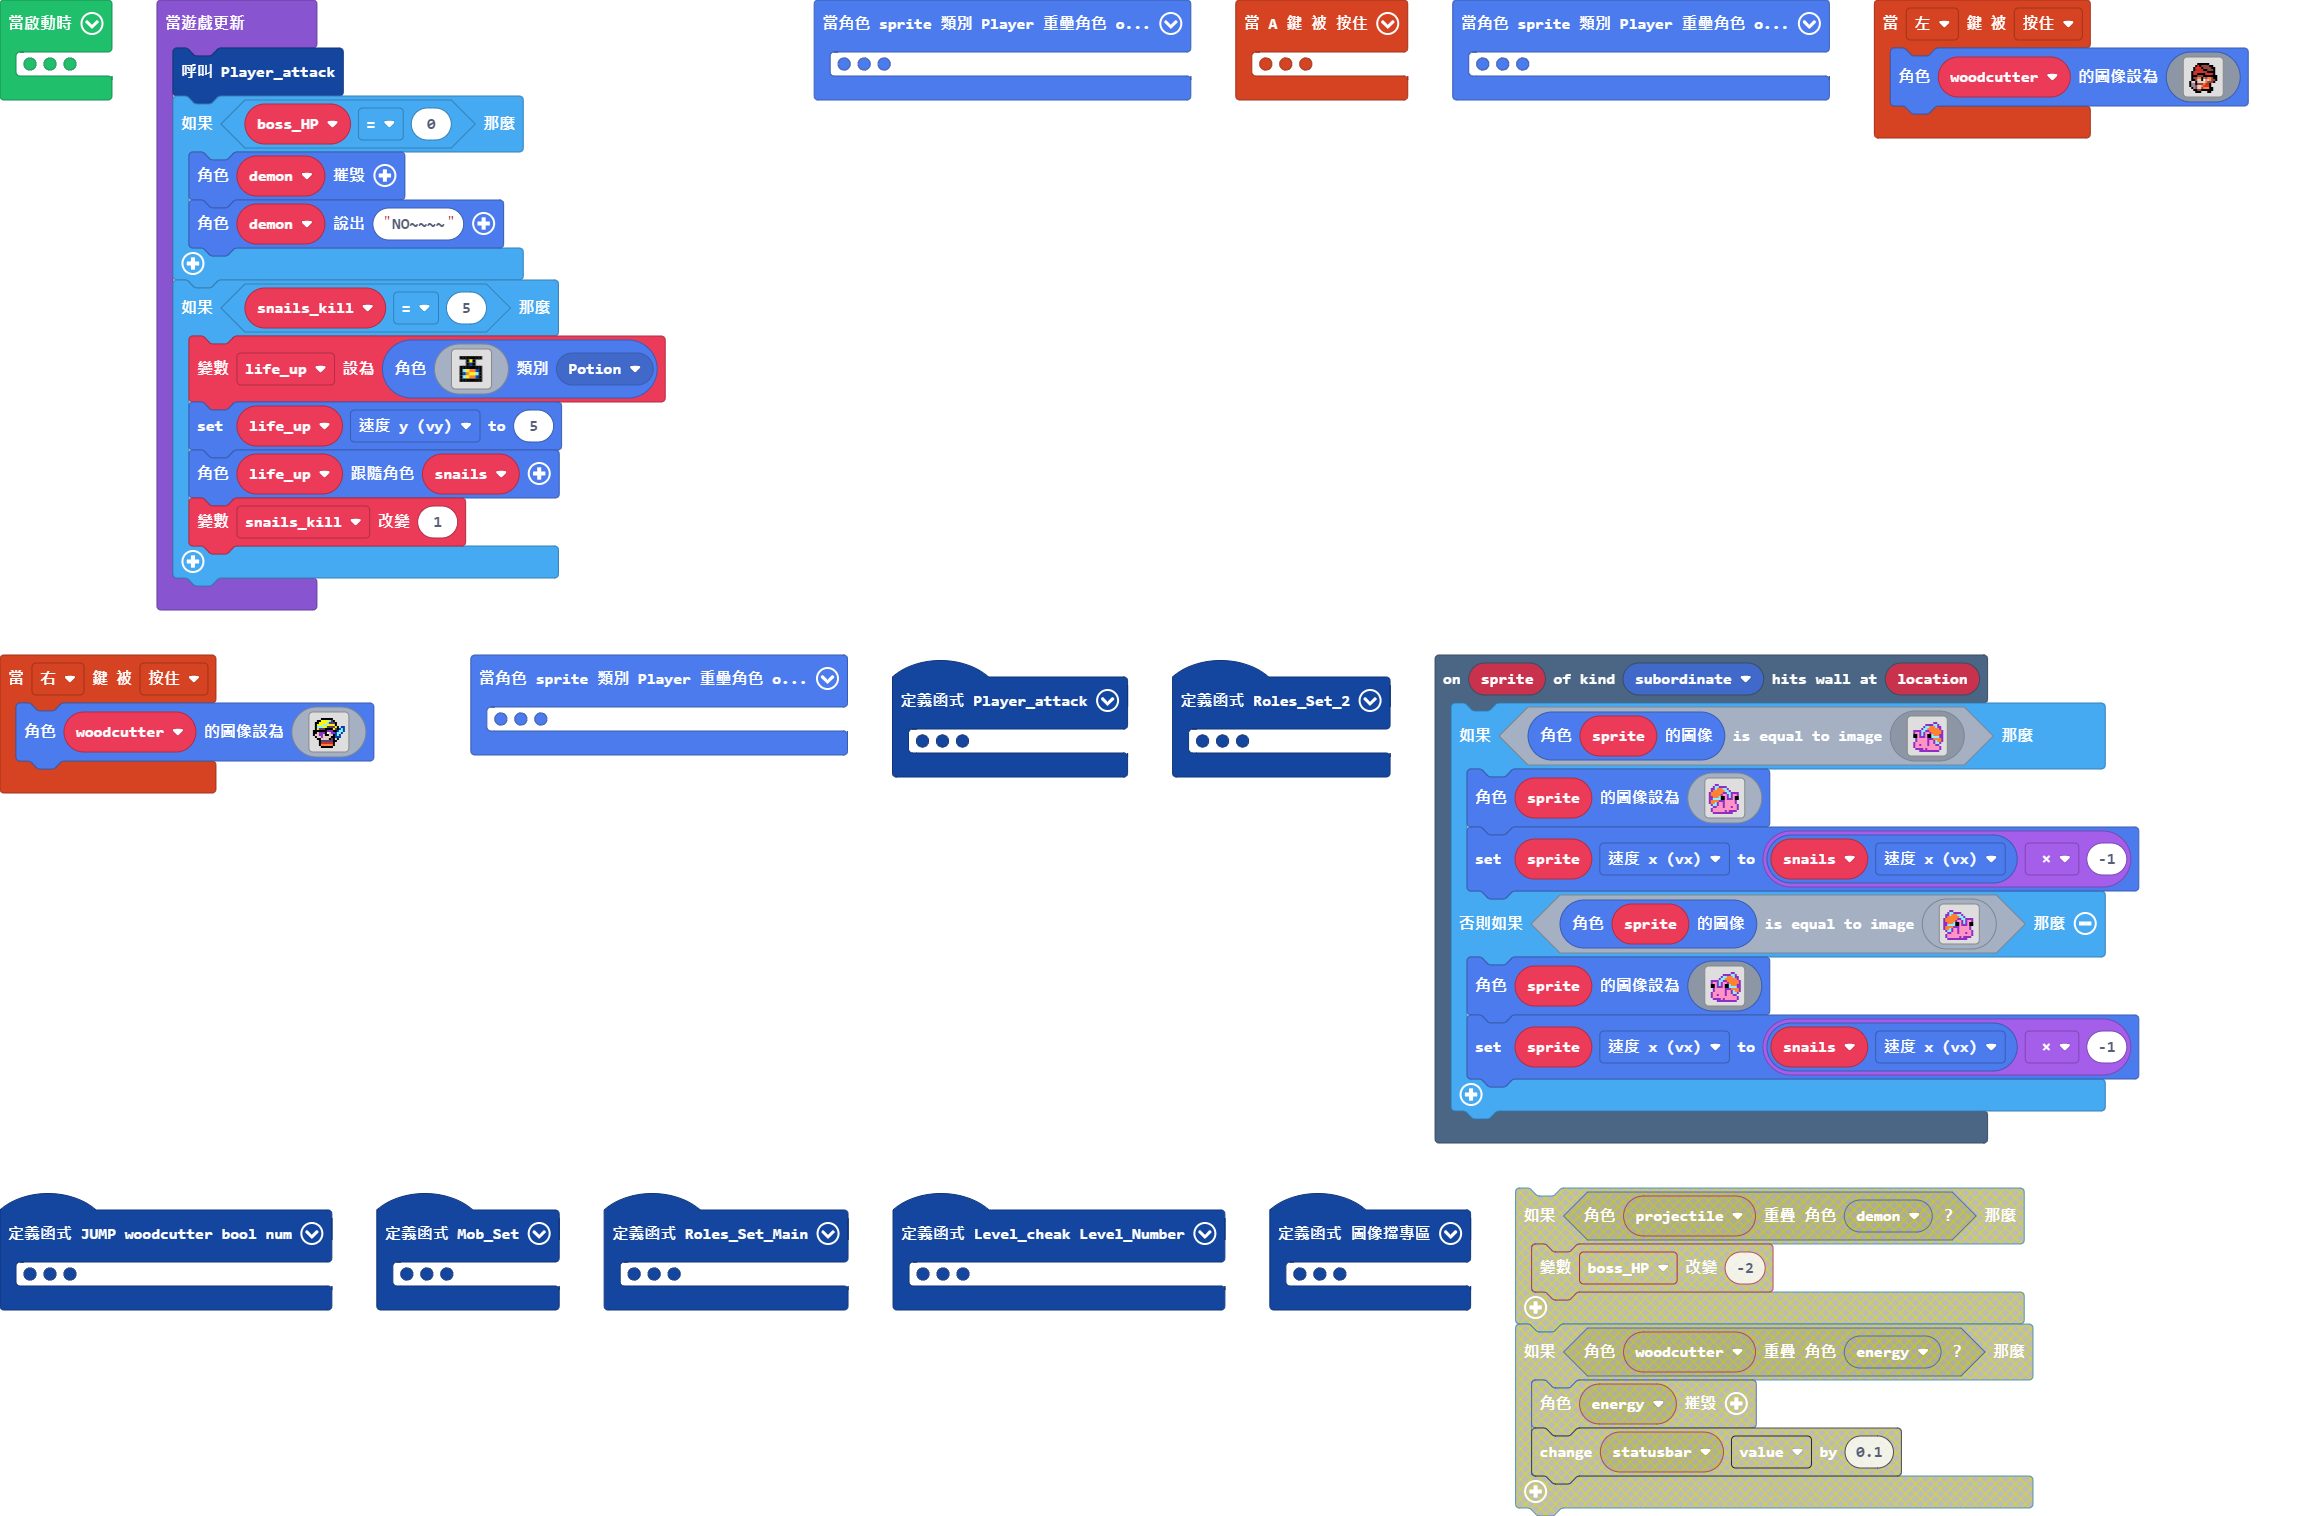 當啟動時
當遊戲更新
呼叫 Player_attack
如果 boss_HP = 0 那麼
角色 demon 摧毀
角色 demon 說出 "NO~~~~"
如果 snails_kill = 5 那麼
變數 life_up 設為 角色 類別 Potion
set life_up 速度 y (vy) to 5
角色 life_up 跟隨角色 snails
變數 snails_kill 改變 1
當角色 sprite 類別 Player 重疊角色 o...
當 A 鍵 被 按住
當角色 sprite 類別 Player 重疊角色 o...
當 左 鍵 被 按住
角色 woodcutter 的圖像設為
當 右 鍵 被 按住
角色 woodcutter 的圖像設為
當角色 sprite 類別 Player 重疊角色 o...
定義函式 Player_attack
定義函式 Roles_Set_2
on sprite of kind subordinate hits wall at location
如果 角色 sprite 的圖像 is equal to image 那麼
角色 sprite 的圖像設為
set sprite 速度 x (vx) to snails 速度 x (vx) × -1
否則如果 角色 sprite 的圖像 is equal to image 那麼
角色 sprite 的圖像設為
set sprite 速度 x (vx) to snails 速度 x (vx) × -1
定義函式 JUMP woodcutter bool num
定義函式 Mob_Set
定義函式 Roles_Set_Main
定義函式 Level_cheak Level_Number
定義函式 圖像擋專區
如果 角色 projectile 重疊 角色 demon ? 那麼
變數 boss_HP 改變 -2
如果 角色 woodcutter 重疊 角色 energy ? 那麼
角色 energy 摧毀
change statusbar value by 0.1